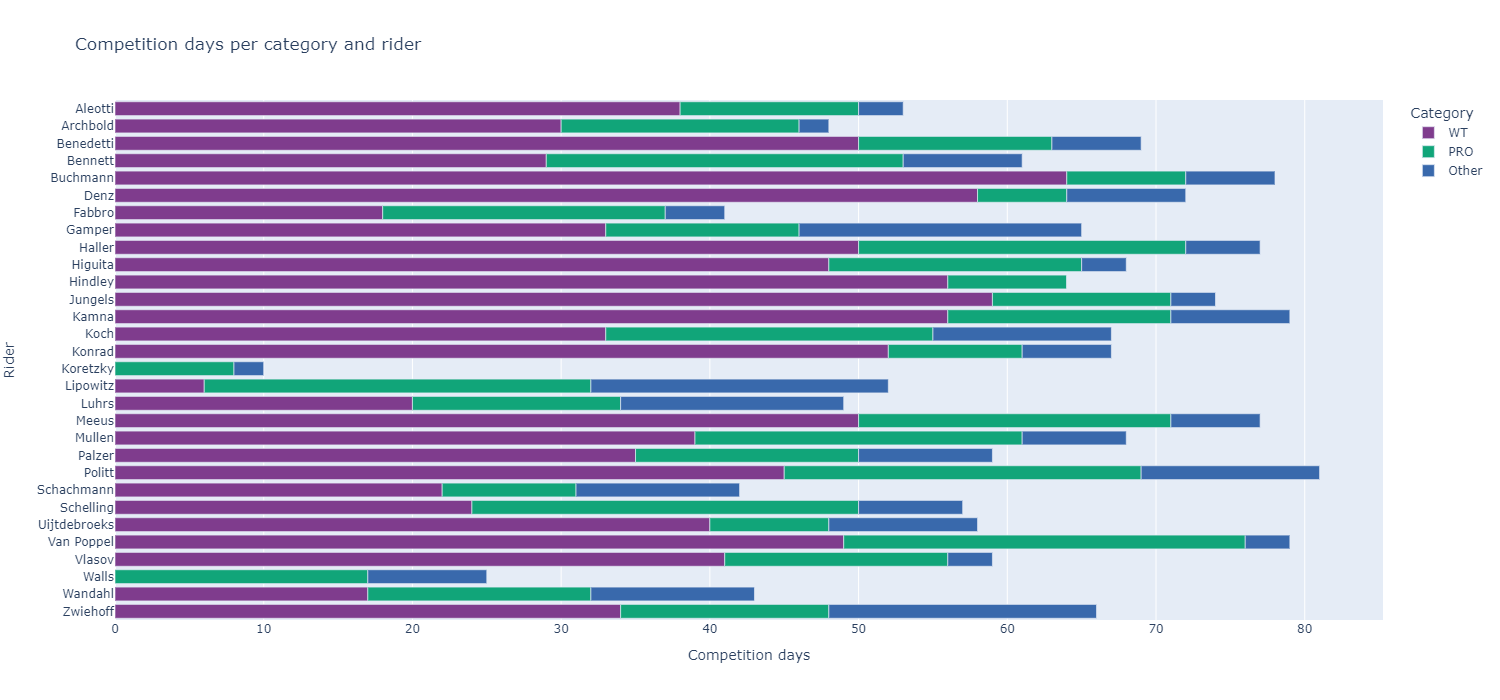 Competition days per category and rider
Category
WT
PRO
Other
Rider
Aleotti
Archbold
Benedetti
Bennett
Buchmann
Denz
Fabbro
Gamper
Haller
Higuita
Hindley
Jungels
Kamna
Koch
Konrad
Koretzky
Lipowitz
Luhrs
Meeus
Mullen
Palzer
Politt
Schachmann
Schelling
Uijtdebroeks
Van Poppel
Vlasov
Walls
Wandahl
Zwiehoff
0 10 20 30 40 50 60 70 80
Competition days